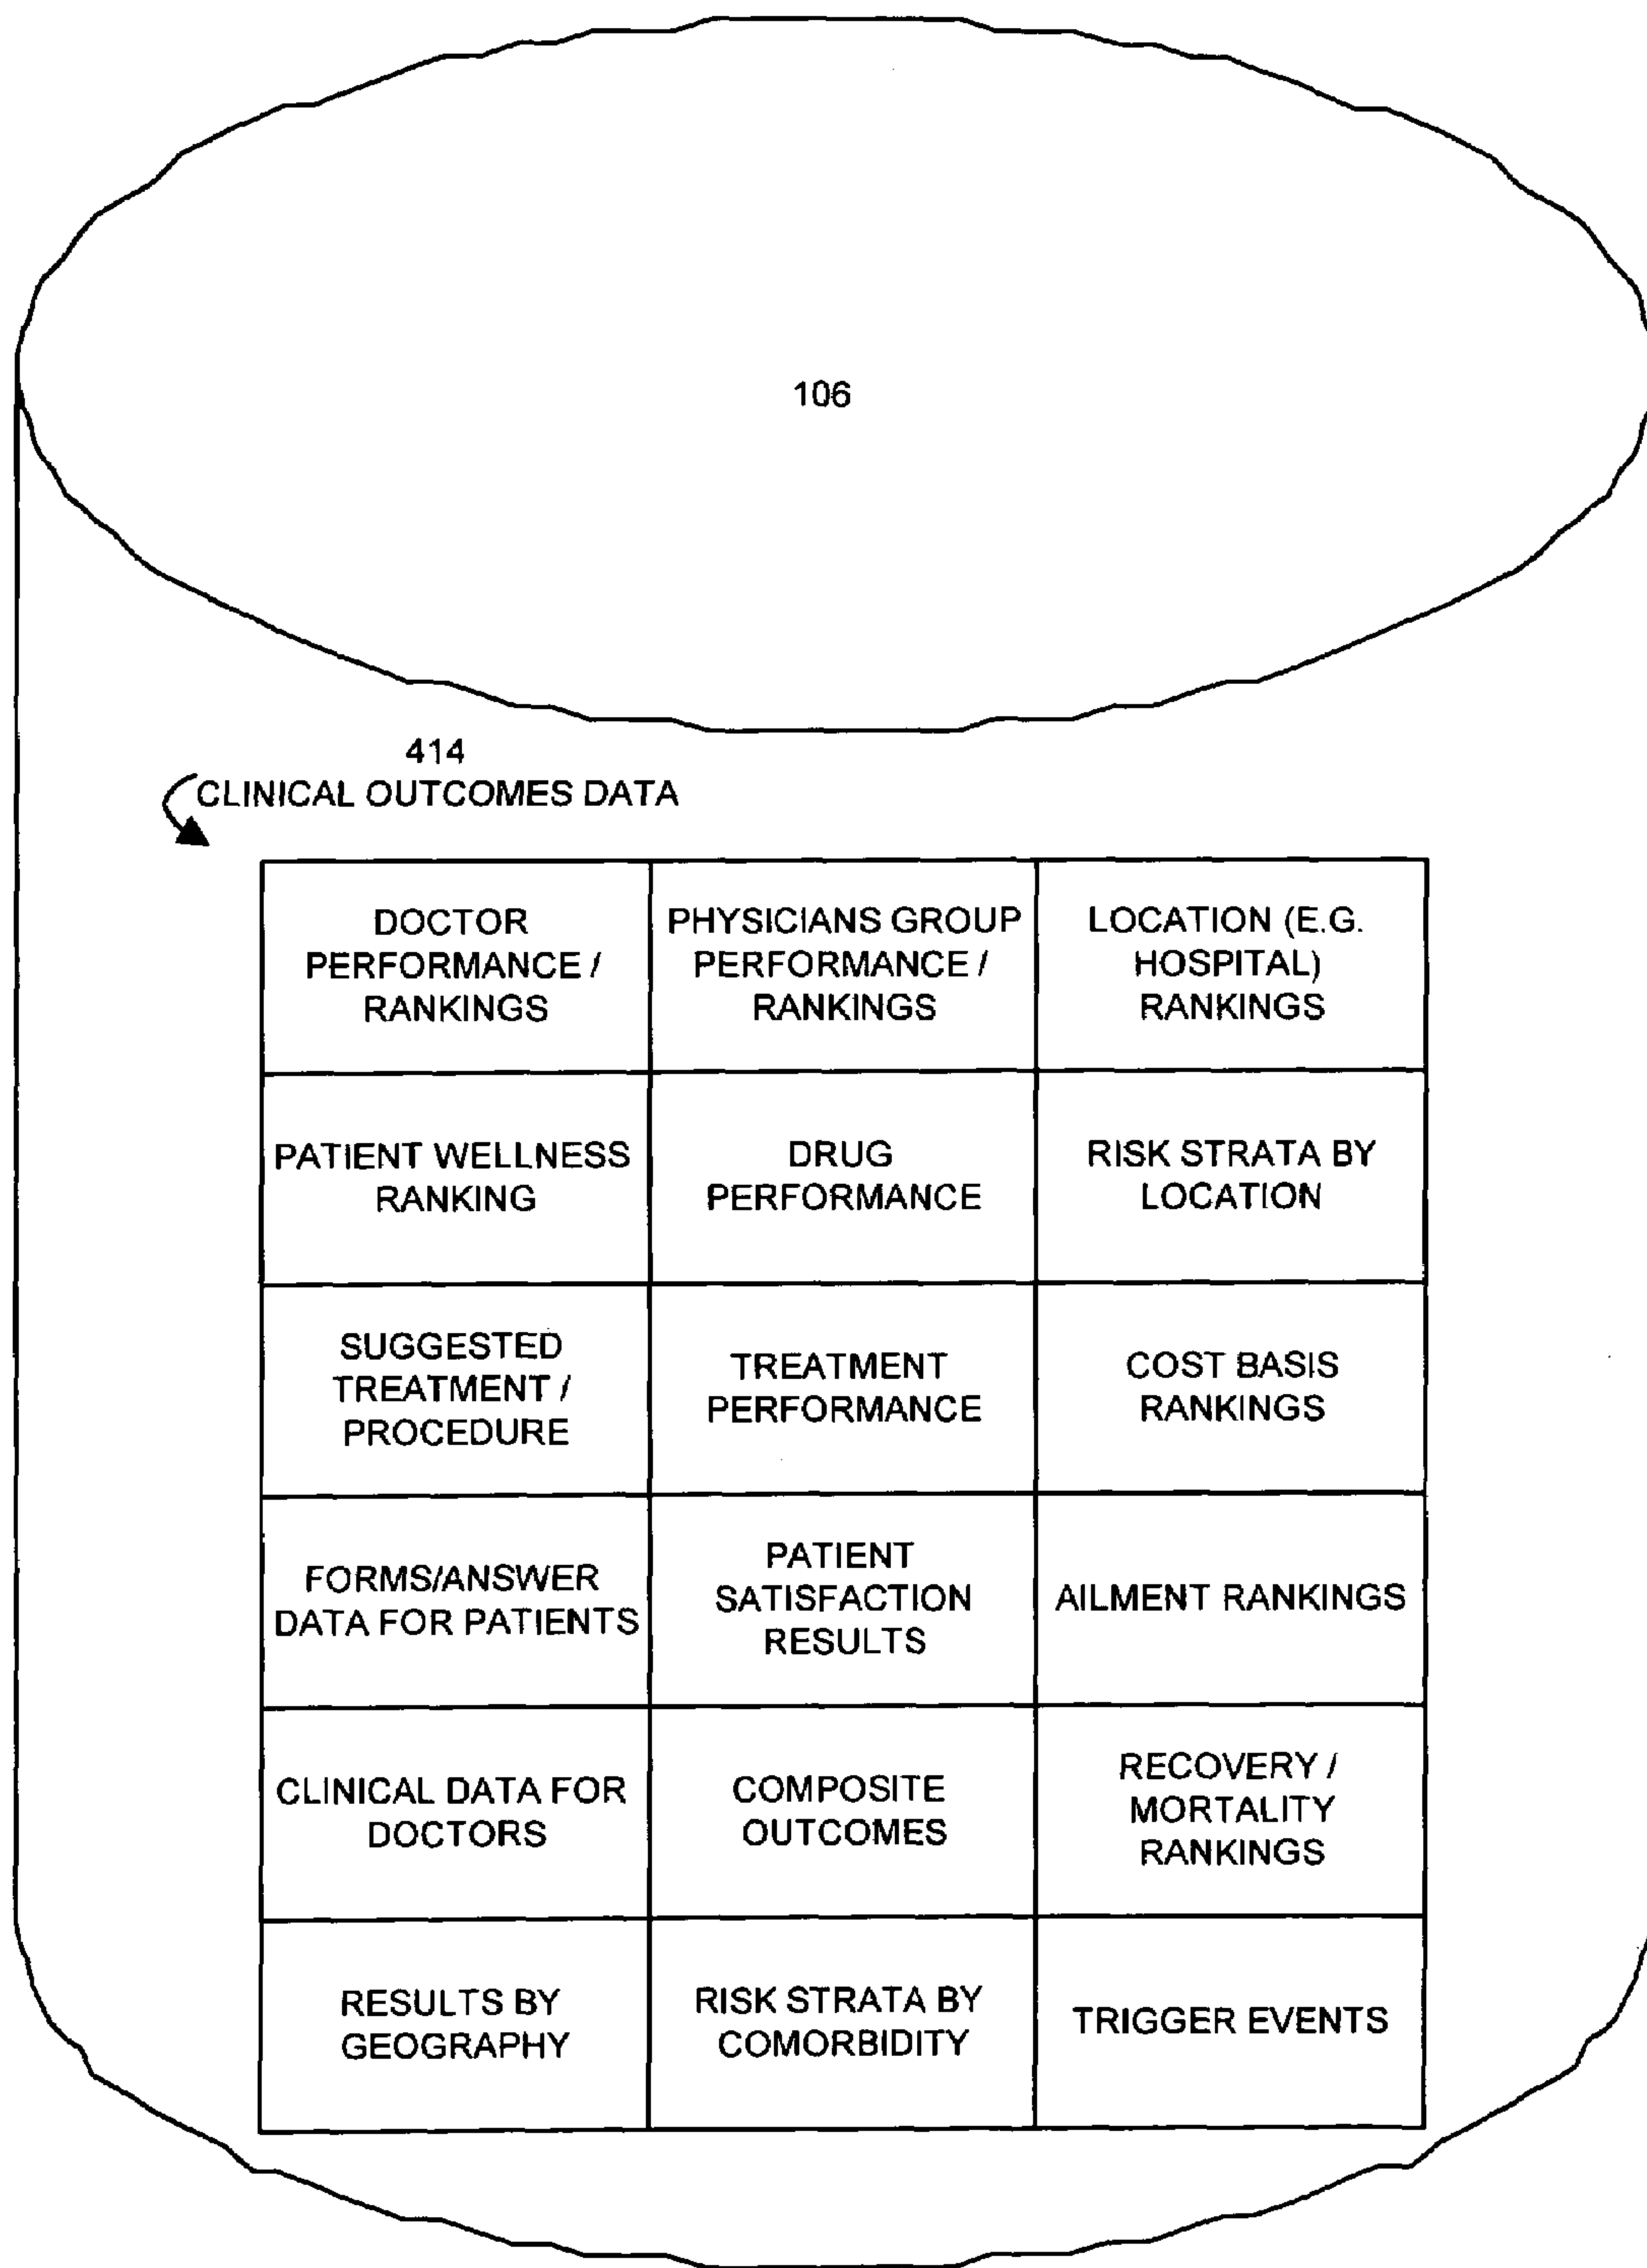 106
414
CLINICAL OUTCOMES DATA
DOCTOR
PERFORMANCE /
RANKINGS
PHYSICIANS GROUP
PERFORMANCE /
RANKINGS
LOCATION (E.G.
HOSPITAL)
RANKINGS
PATIENT WELLNESS
RANKING
DRUG
PERFORMANCE
RISK STRATA BY
LOCATION
SUGGESTED
TREATMENT /
PROCEDURE
TREATMENT
PERFORMANCE
COST BASIS
RANKINGS
FORMS/ANSWER
DATA FOR PATIENTS
PATIENT
SATISFACTION
RESULTS
AILMENT RANKINGS
CLINICAL DATA FOR
DOCTORS
COMPOSITE
OUTCOMES
RECOVERY /
MORTALITY
RANKINGS
RESULTS BY
GEOGRAPHY
RISK STRATA BY
COMORBIDITY
TRIGGER EVENTS